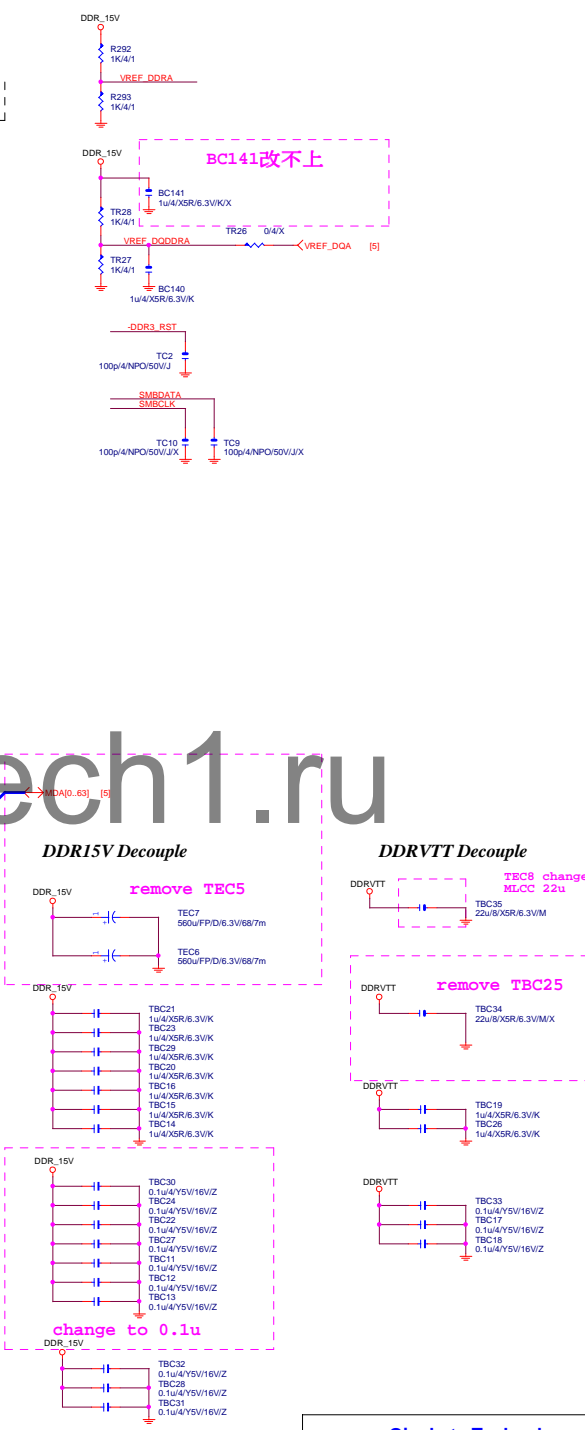 DDR_15V
R292
1K/4/1
VREF_DDRA
R293
1K/4/1
DDR_15V
BC141改不上
BC141
1u/4/X5R/6.3V/K/X
TR28
1K/4/1
TR26 0/4/X
VREF_DQDDRA
VREF_DQA [5]
TR27
1K/4/1
BC140
1u/4/X5R/6.3V/K
-DDR3_RST
TC2
100p/4/NPO/50V/J
SMBDATA
SMBCLK
TC10
100p/4/NPO/50V/J/X
TC9
100p/4/NPO/50V/J/X
ech1.ru
MDA[0..63] [5]
DDR15V Decouple
remove TEC5
DDR_15V
1
+
TEC7
560u/FP/D/6.3V/68/7m
1
+
TEC6
560u/FP/D/6.3V/68/7m
DDR_15V
TBC21
1u/4/X5R/6.3V/K
TBC23
1u/4/X5R/6.3V/K
TBC29
1u/4/X5R/6.3V/K
TBC20
1u/4/X5R/6.3V/K
TBC16
1u/4/X5R/6.3V/K
TBC15
1u/4/X5R/6.3V/K
TBC14
1u/4/X5R/6.3V/K
DDR_15V
TBC30
0.1u/4/Y5V/16V/Z
TBC24
0.1u/4/Y5V/16V/Z
TBC22
0.1u/4/Y5V/16V/Z
TBC27
0.1u/4/Y5V/16V/Z
TBC11
0.1u/4/Y5V/16V/Z
TBC12
0.1u/4/Y5V/16V/Z
TBC13
0.1u/4/Y5V/16V/Z
change to 0.1u
DDR_15V
TBC32
0.1u/4/Y5V/16V/Z
TBC28
0.1u/4/Y5V/16V/Z
TBC31
0.1u/4/Y5V/16V/Z
DDRVTT Decouple
TEC8 change
MLCC 22u
DDRVTT
TBC35
22u/8/X5R/6.3V/M
remove TBC25
DDRVTT
TBC34
22u/8/X5R/6.3V/M/X
DDRVTT
TBC19
1u/4/X5R/6.3V/K
TBC26
1u/4/X5R/6.3V/K
DDRVTT
TBC33
0.1u/4/Y5V/16V/Z
TBC17
0.1u/4/Y5V/16V/Z
TBC18
0.1u/4/Y5V/16V/Z